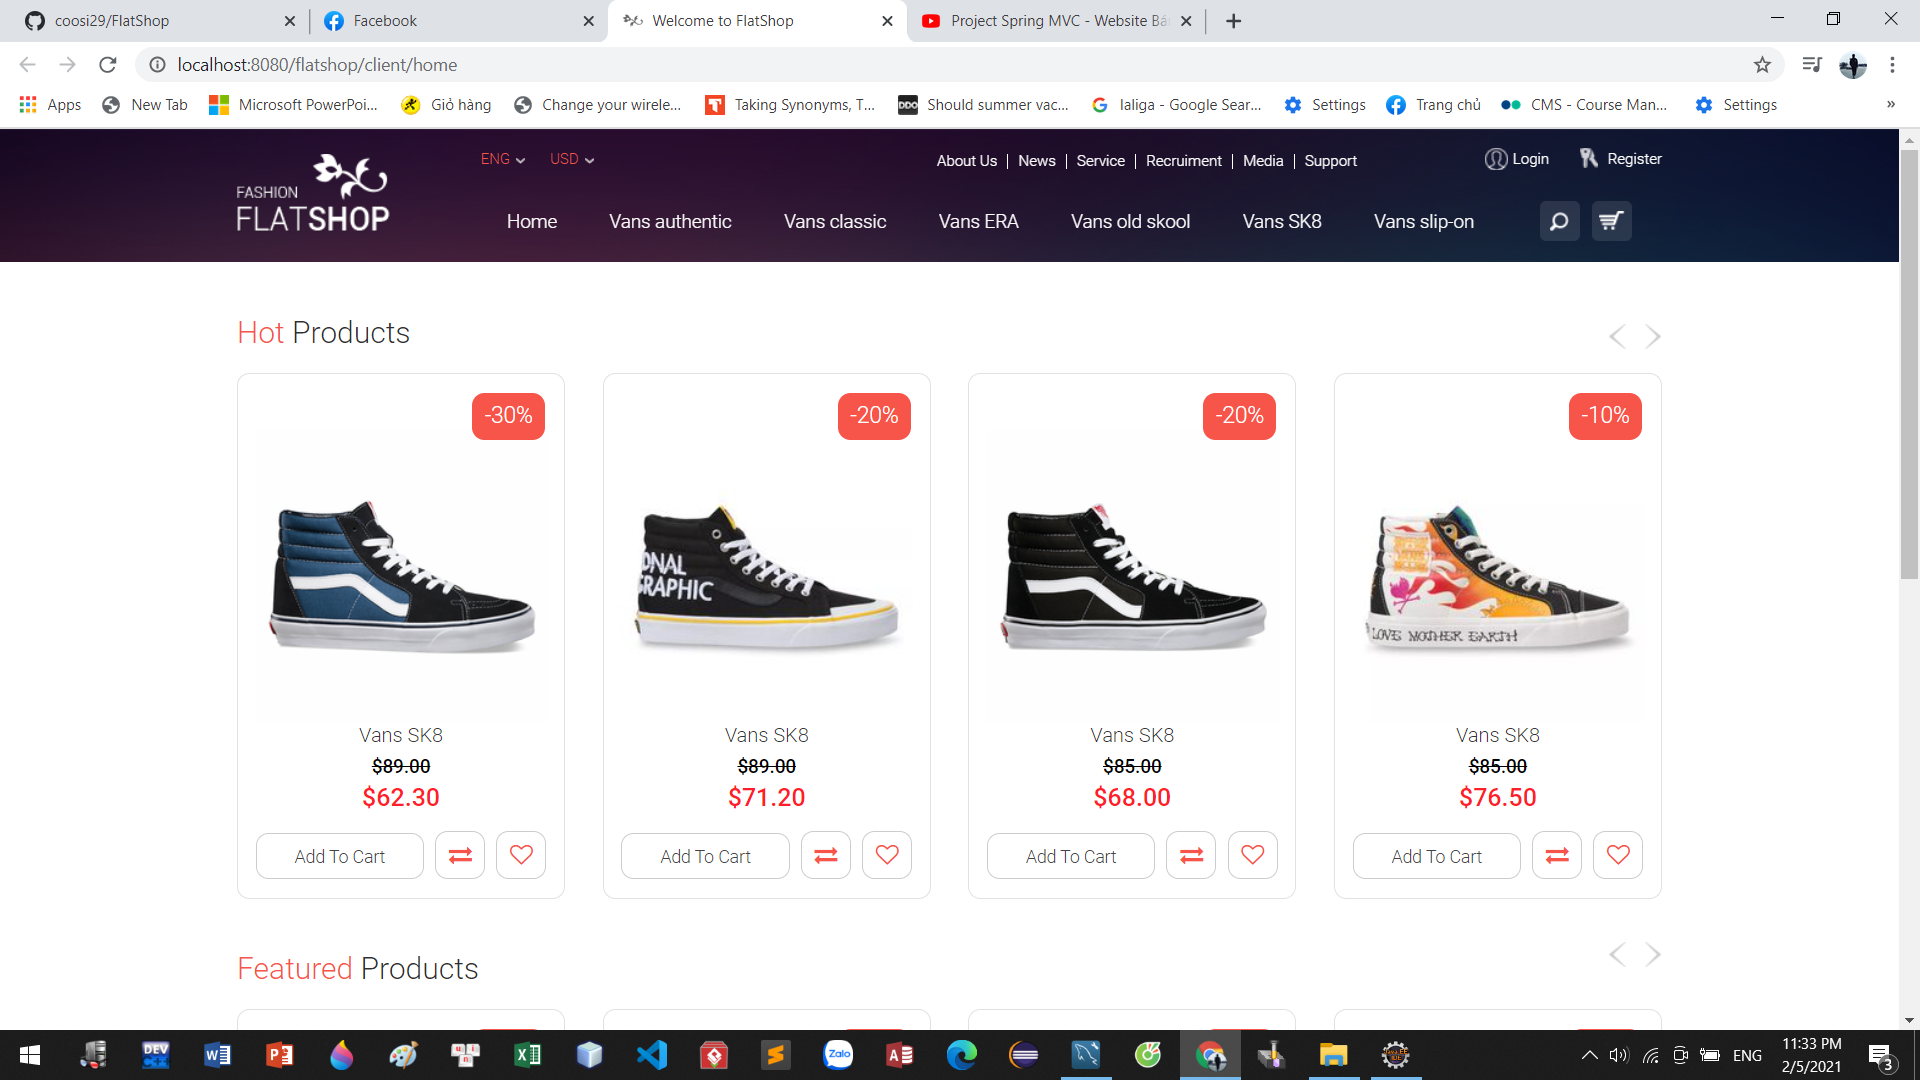 coosi29/FlatShop
Facebook
Welcome to FlatShop
Project Spring MVC - Website Bá
localhost:8080/flatshop/client/home
Apps
New Tab
Microsoft PowerPoi...
Giỏ hàng
Change your wirele...
Taking Synonyms, T...
Should summer vac...
laliga - Google Sear...
Settings
Trang chủ
CMS - Course Man...
Settings
»
FASHION
FLATSHOP
ENG
USD
About Us
News
Service
Recruiment
Media
Support
Login
Register
Home
Vans authentic
Vans classic
Vans ERA
Vans old skool
Vans SK8
Vans slip-on
Hot Products
-30%
-20%
-20%
-10%
ONAL
GRAPHIC
LOVE MOTHER EARTH
Vans SK8
$89.00
$62.30
Add To Cart
Vans SK8
$89.00
$71.20
Add To Cart
Vans SK8
$85.00
$68.00
Add To Cart
Vans SK8
$85.00
$76.50
Add To Cart
Featured Products
DEV
C++
Zalo
ENG
11:33 PM
2/5/2021
3